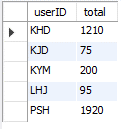 userID total
KHD 1210
KJD 75
KYM 200
LHJ 95
PSH 1920